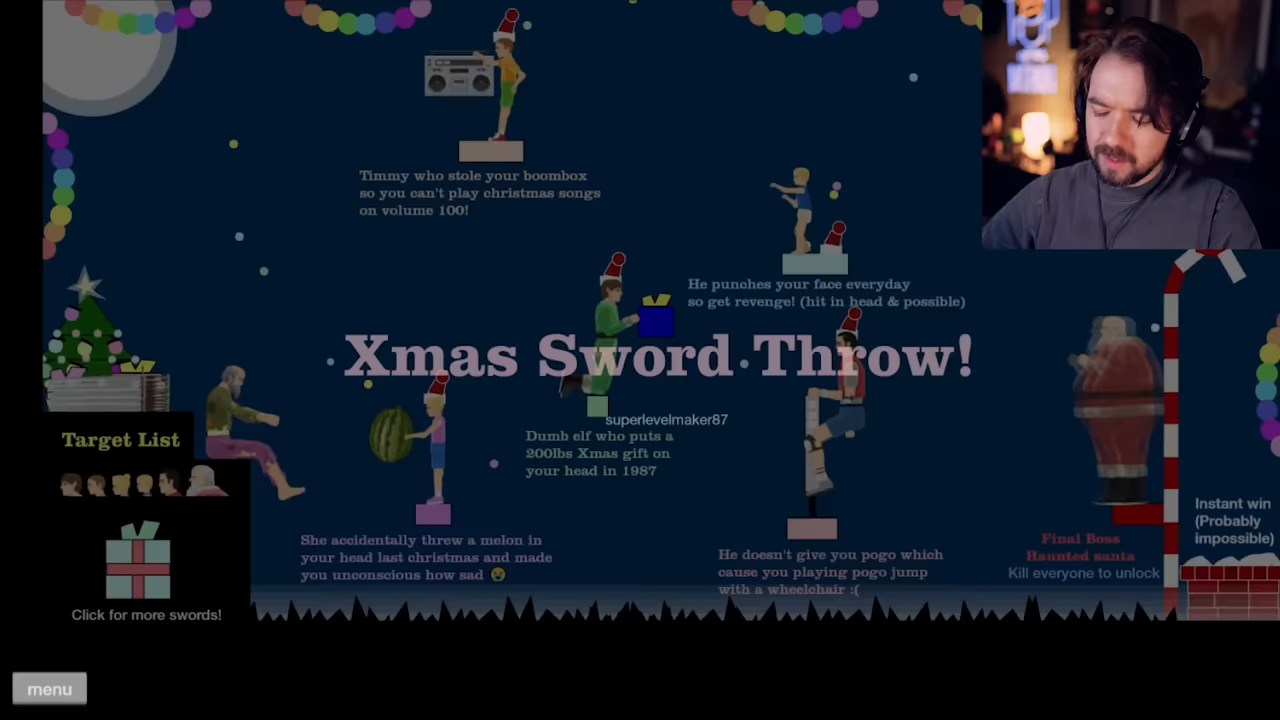 Timmy who stole your boombox
so you can't play christmas songs
on volume 100!
He punches your face everyday
so get revenge! (hit in head & possible)
Xmas Sword Throw!
superlevelmaker87
Target List
Dumb elf who puts a
200lbs Xmas gift on
your head in 1987
She accidentally threw a melon in
your head last christmas and made
you unconscious how sad 😭
He doesn't give you pogo which
cause you playing pogo jump
with a wheelchair :(
Final Boss
Haunted santa
Kill everyone to unlock
Instant win
(Probably
impossible)
Click for more swords!
menu